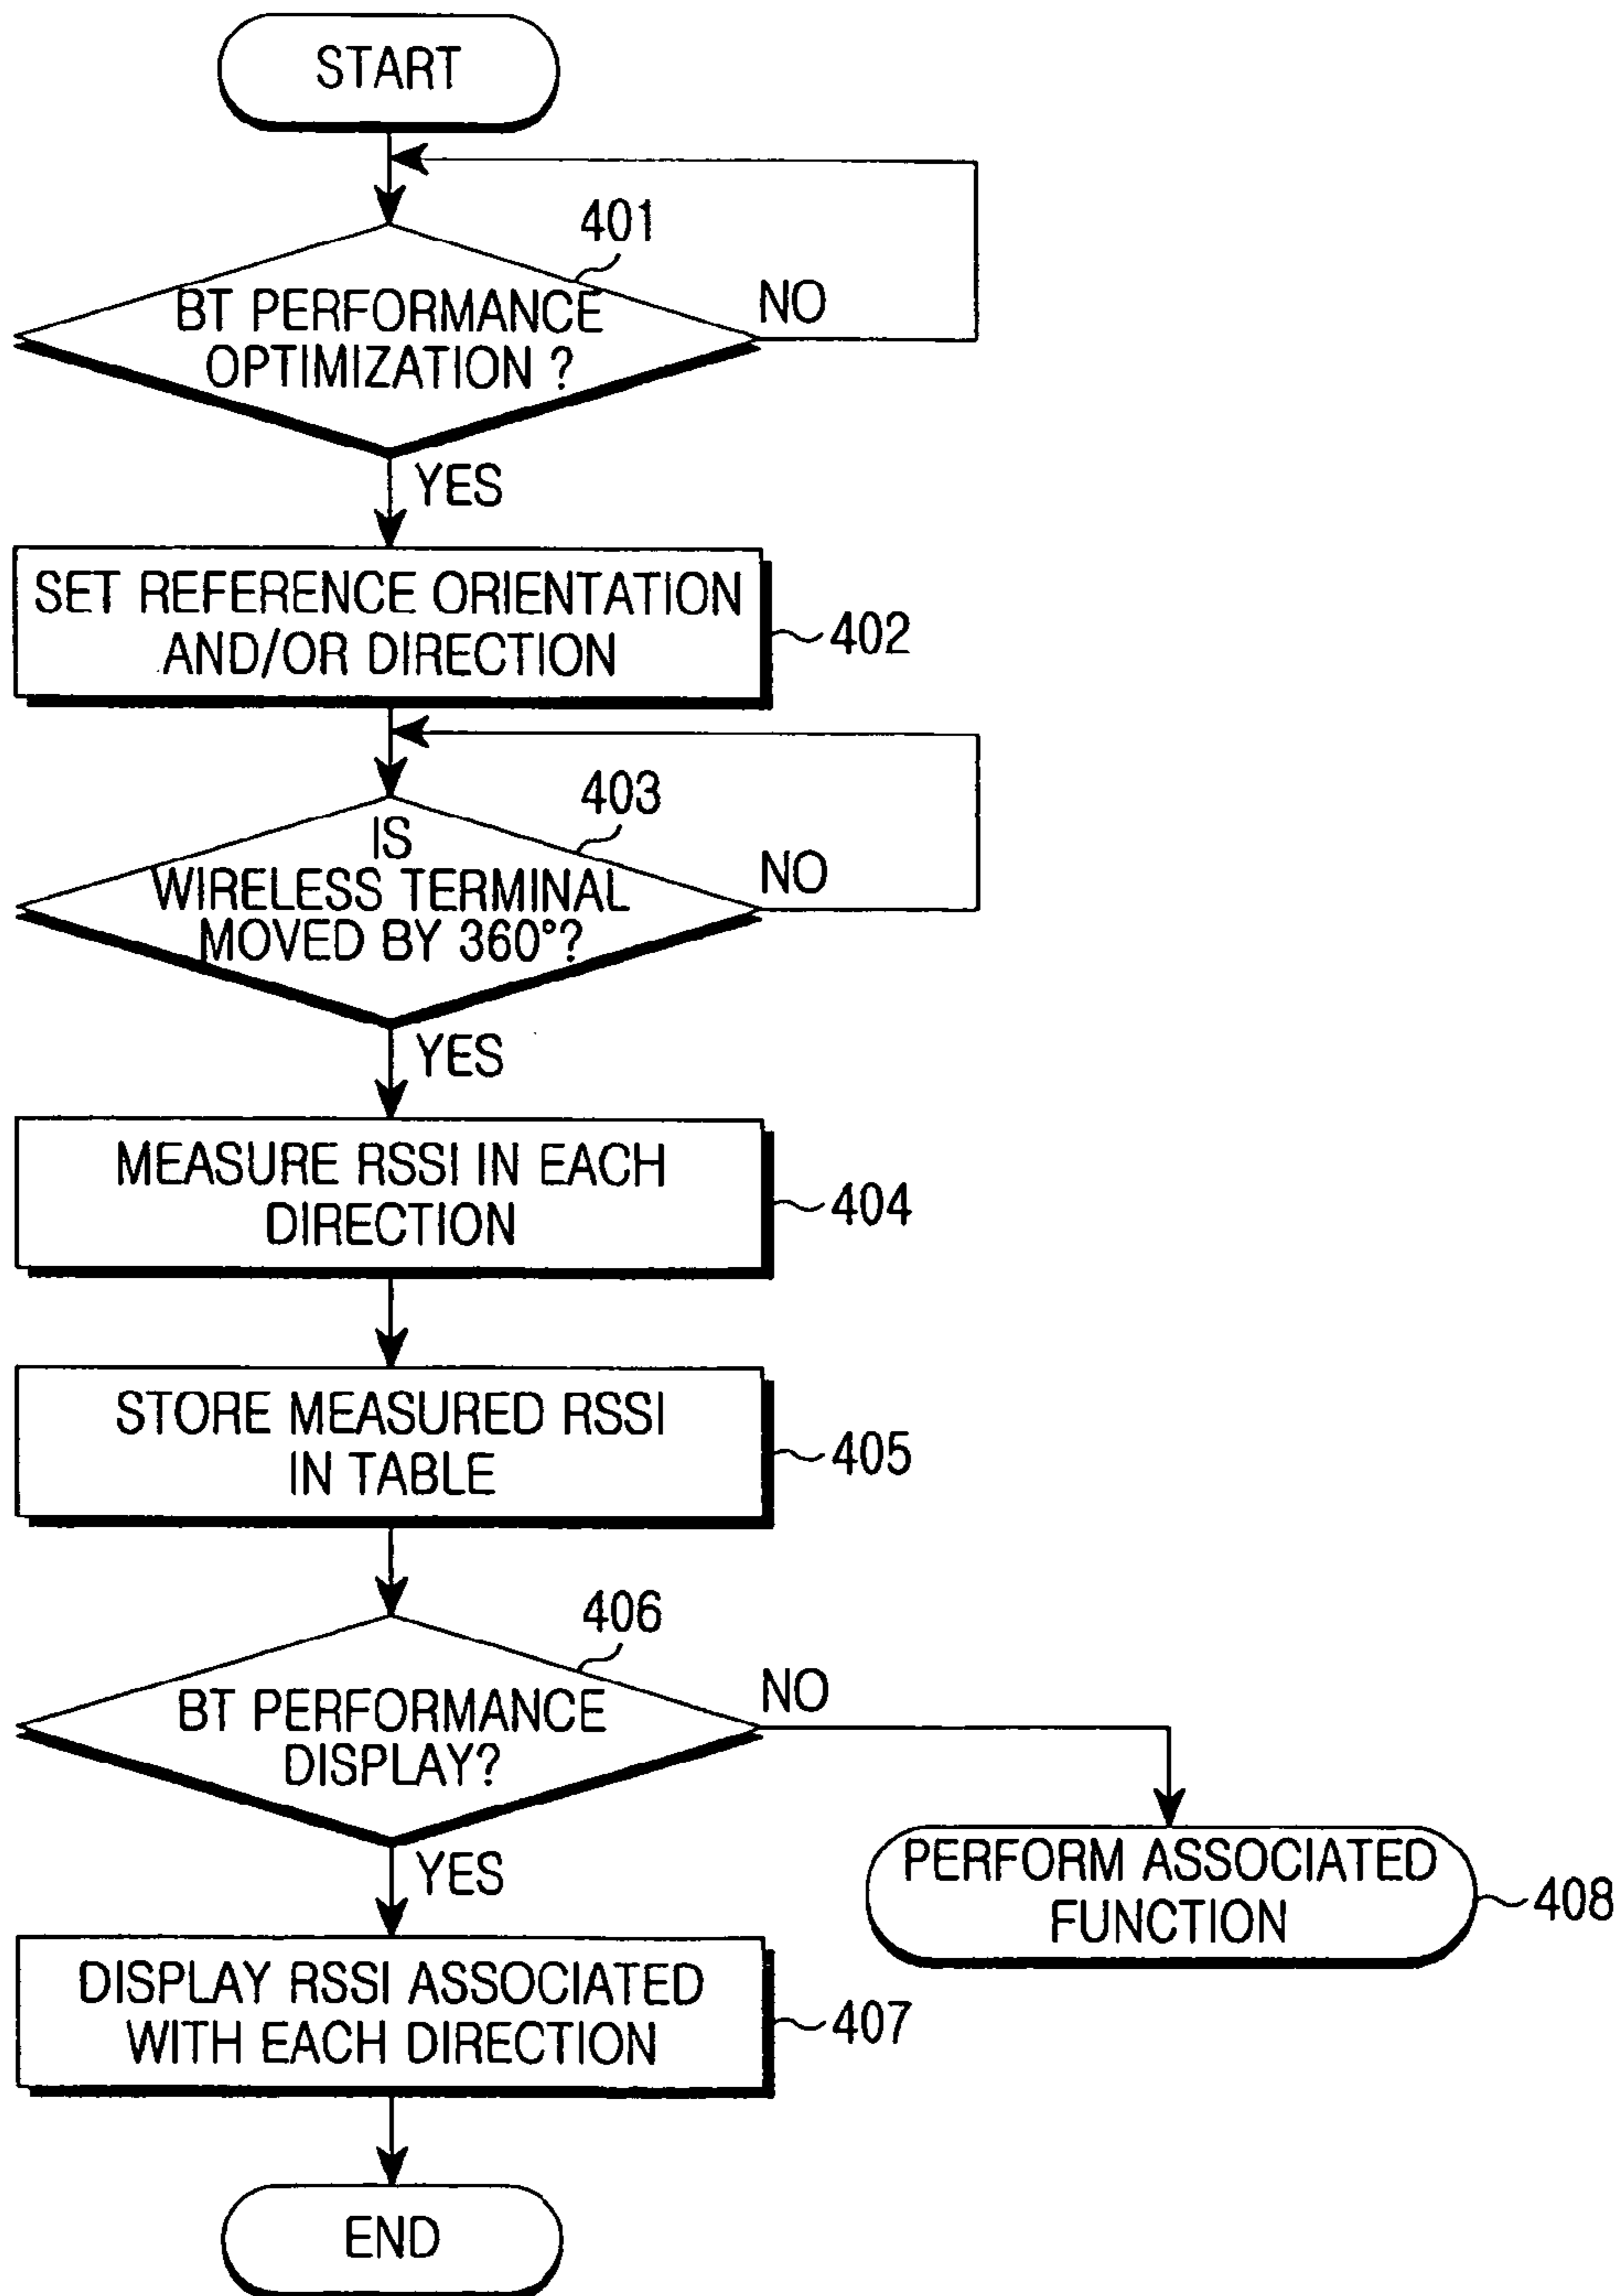 START
401
BT PERFORMANCE
OPTIMIZATION ?
NO
YES
SET REFERENCE ORIENTATION
AND/OR DIRECTION
402
403
IS
WIRELESS TERMINAL
MOVED BY 360°?
NO
YES
MEASURE RSSI IN EACH
DIRECTION
404
STORE MEASURED RSSI
IN TABLE
405
406
BT PERFORMANCE
DISPLAY?
NO
YES
PERFORM ASSOCIATED
FUNCTION
408
DISPLAY RSSI ASSOCIATED
WITH EACH DIRECTION
407
END